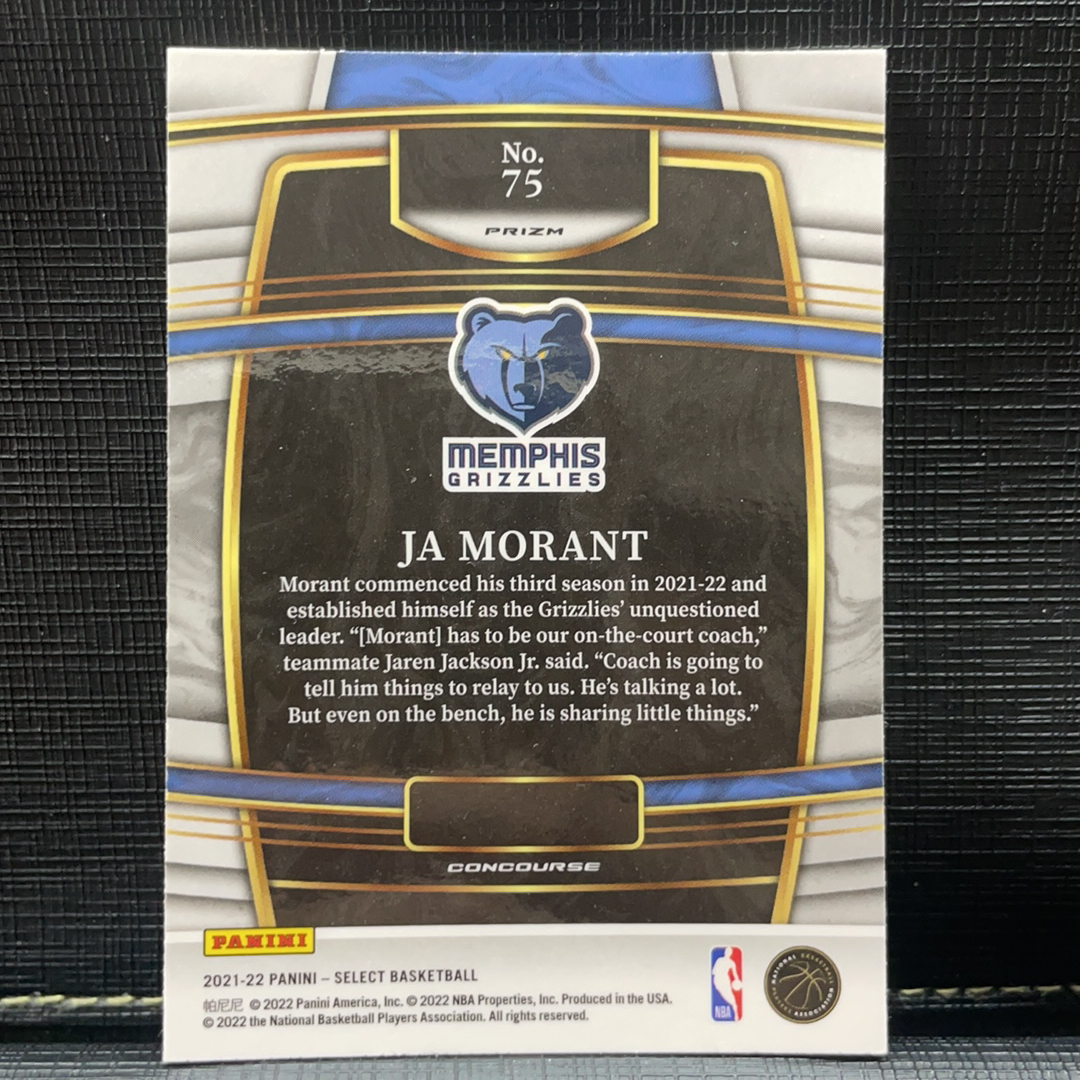 No.
75
PRIZM
MEMPHIS
GRIZZLIES
JA MORANT
Morant commenced his third season in 2021-22 and
established himself as the Grizzlies’ unquestioned
leader. “[Morant] has to be our on-the-court coach,”
teammate Jaren Jackson Jr. said. “Coach is going to
tell him things to relay to us. He’s talking a lot.
But even on the bench, he is sharing little things.”
CONCOURSE
PANINI
2021-22 PANINI – SELECT BASKETBALL
帕尼尼 © 2022 Panini America, Inc. © 2022 NBA Properties, Inc. Produced in the USA.
© 2022 the National Basketball Players Association. All rights reserved.
NBA
NATIONAL BASKETBALL PLAYERS ASSOCIATION